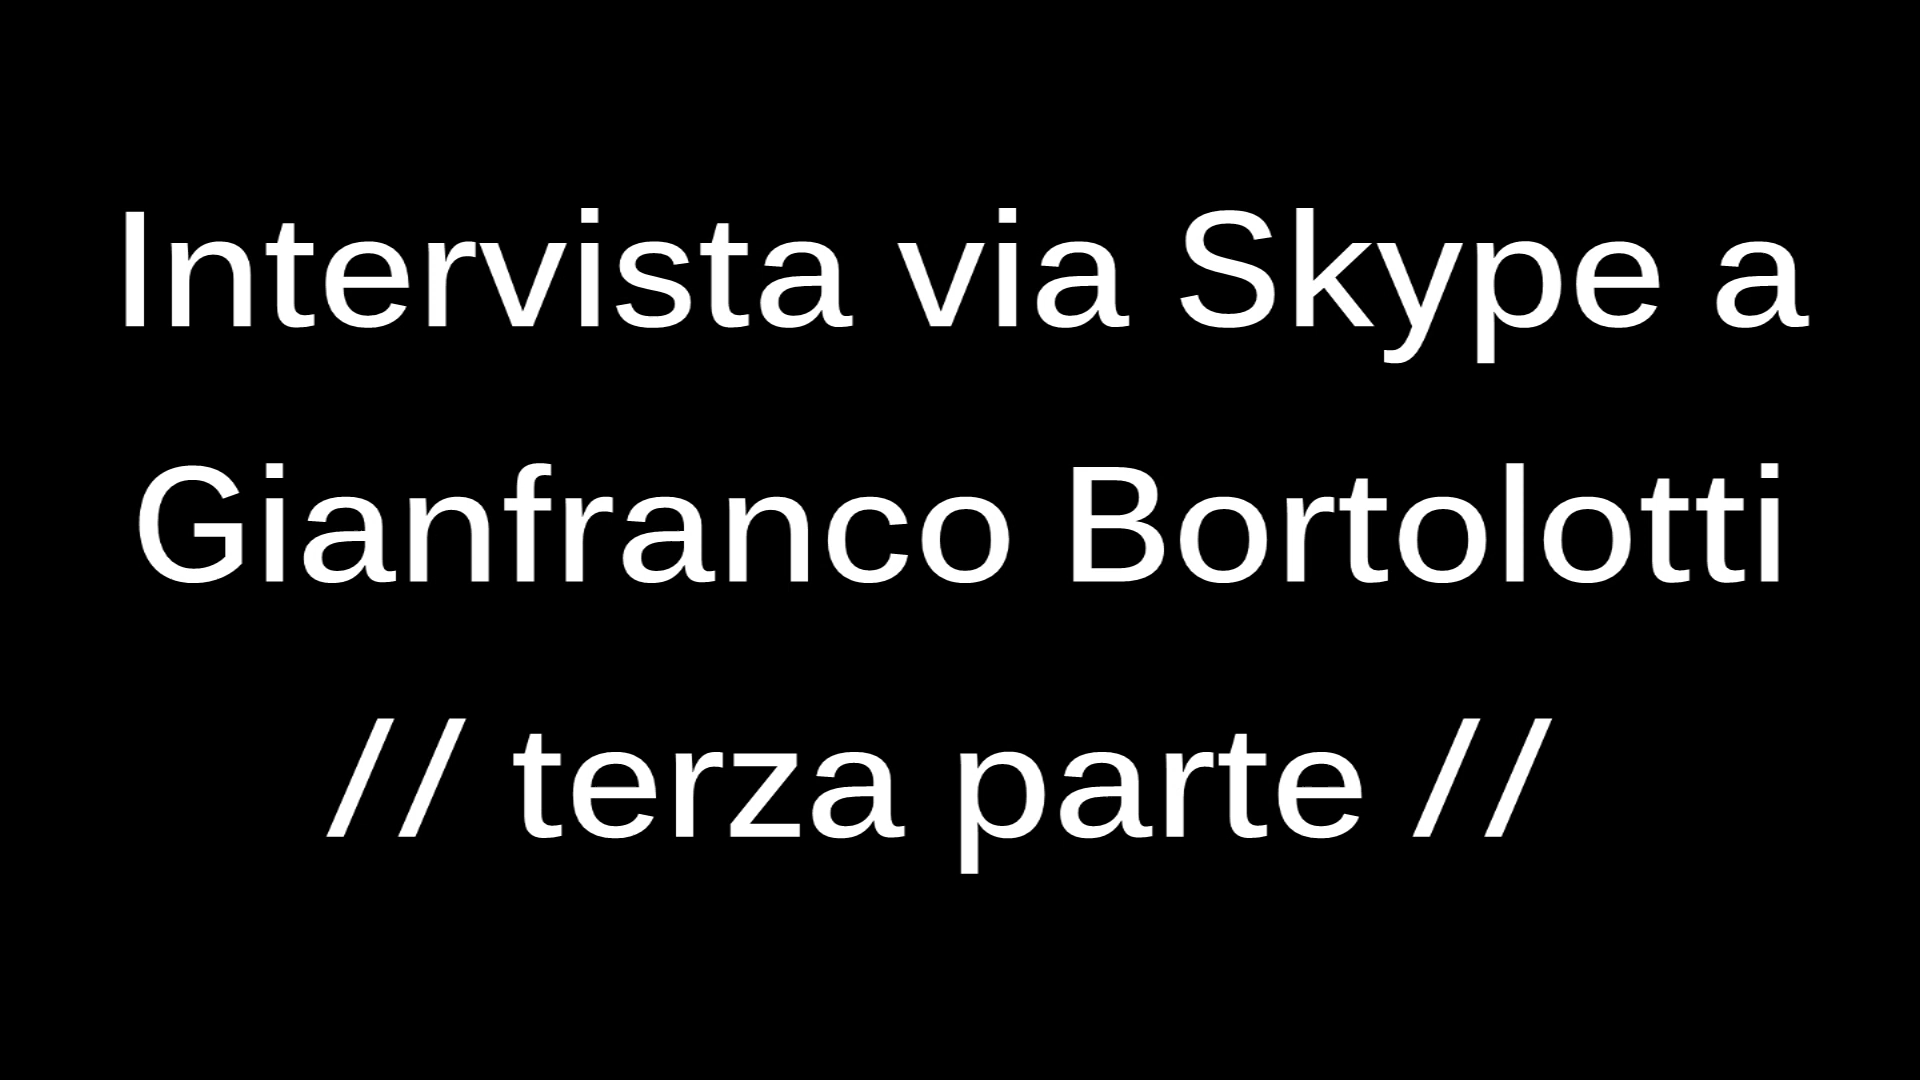 Intervista via Skype a
Gianfranco Bortolotti
// terza parte //